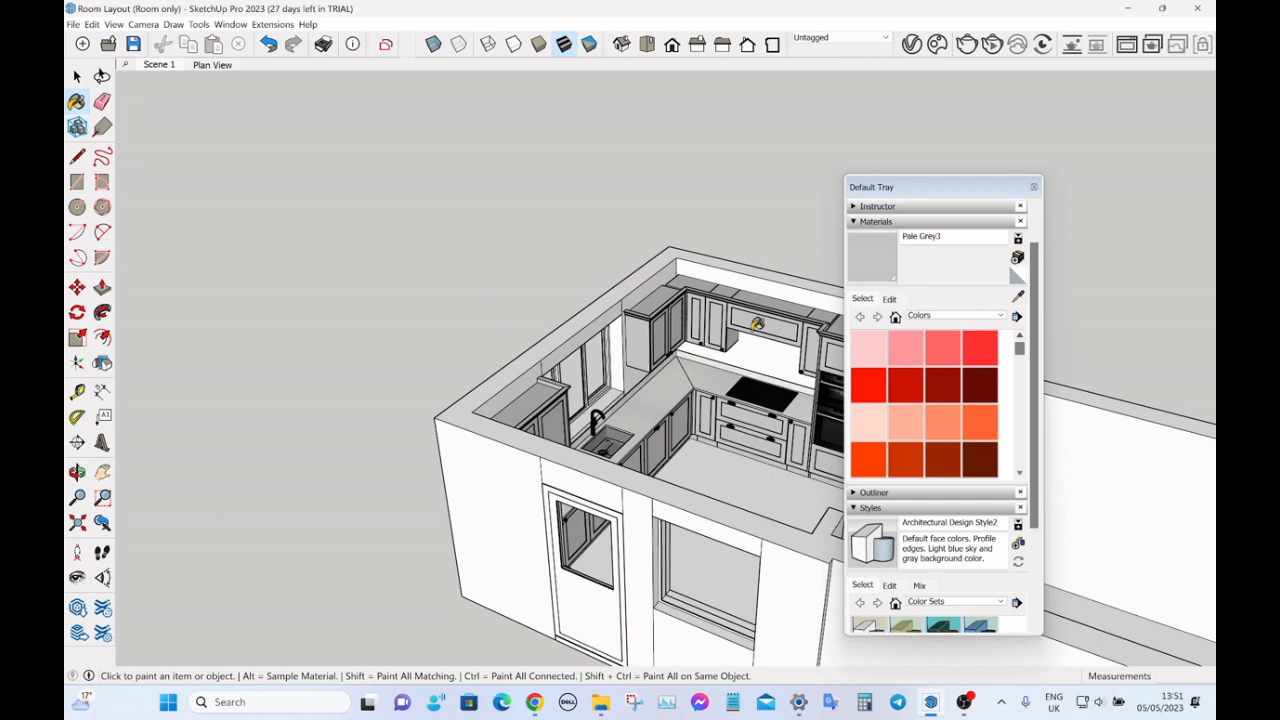 Room Layout (Room only) - SketchUp Pro 2023 (27 days left in TRIAL)
File Edit View Camera Draw Tools Window Extensions Help
Untagged
Scene 1 Plan View
Default Tray
Instructor
Materials
Pale Grey3
Select Edit
Colors
Outliner
Styles
Architectural Design Style2
Default face colors. Profile
edges. Light blue sky and
gray background color.
Select Edit Mix
Color Sets
A1
Click to paint an item or object. | Alt = Sample Material. | Shift = Paint All Matching. | Ctrl = Paint All Connected. | Shift + Ctrl = Paint All on Same Object.
Measurements
17°
Search
DELL
ENG
UK
13:51
05/05/2023